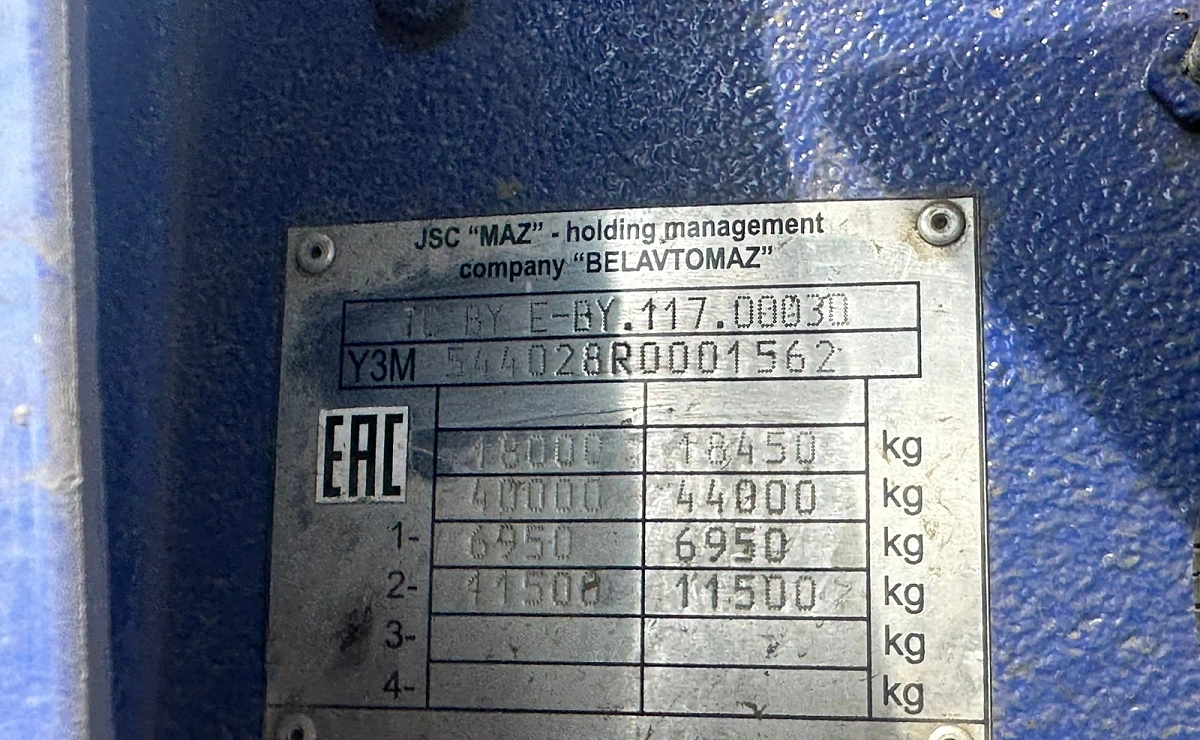 JSC “MAZ” - holding management
company “BELAVTOMAZ”
TC BY E-BY.117.00030
Y3M 544028R0001562
EAC
18000 18450 kg
40000 44000 kg
1- 6950 6950 kg
2- 11500 11500 kg
3- kg
4- kg